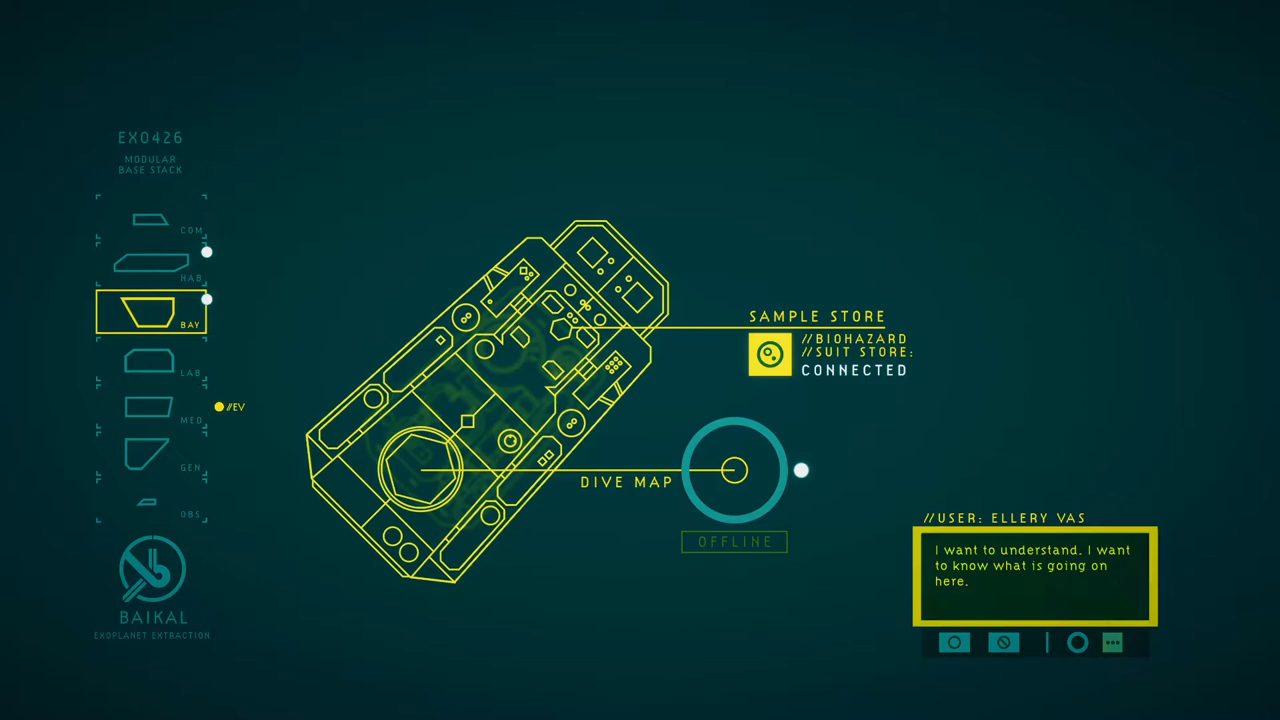 EXO426
MODULAR
BASE STACK
COM
HAB
BAY
LAB
MED
//EV
GEN
OBS
BAIKAL
EXOPLANET EXTRACTION
SAMPLE STORE
//BIOHAZARD
//SUIT STORE:
CONNECTED
DIVE MAP
OFFLINE
//USER: ELLERY VAS
I want to understand. I want
to know what is going on
here.